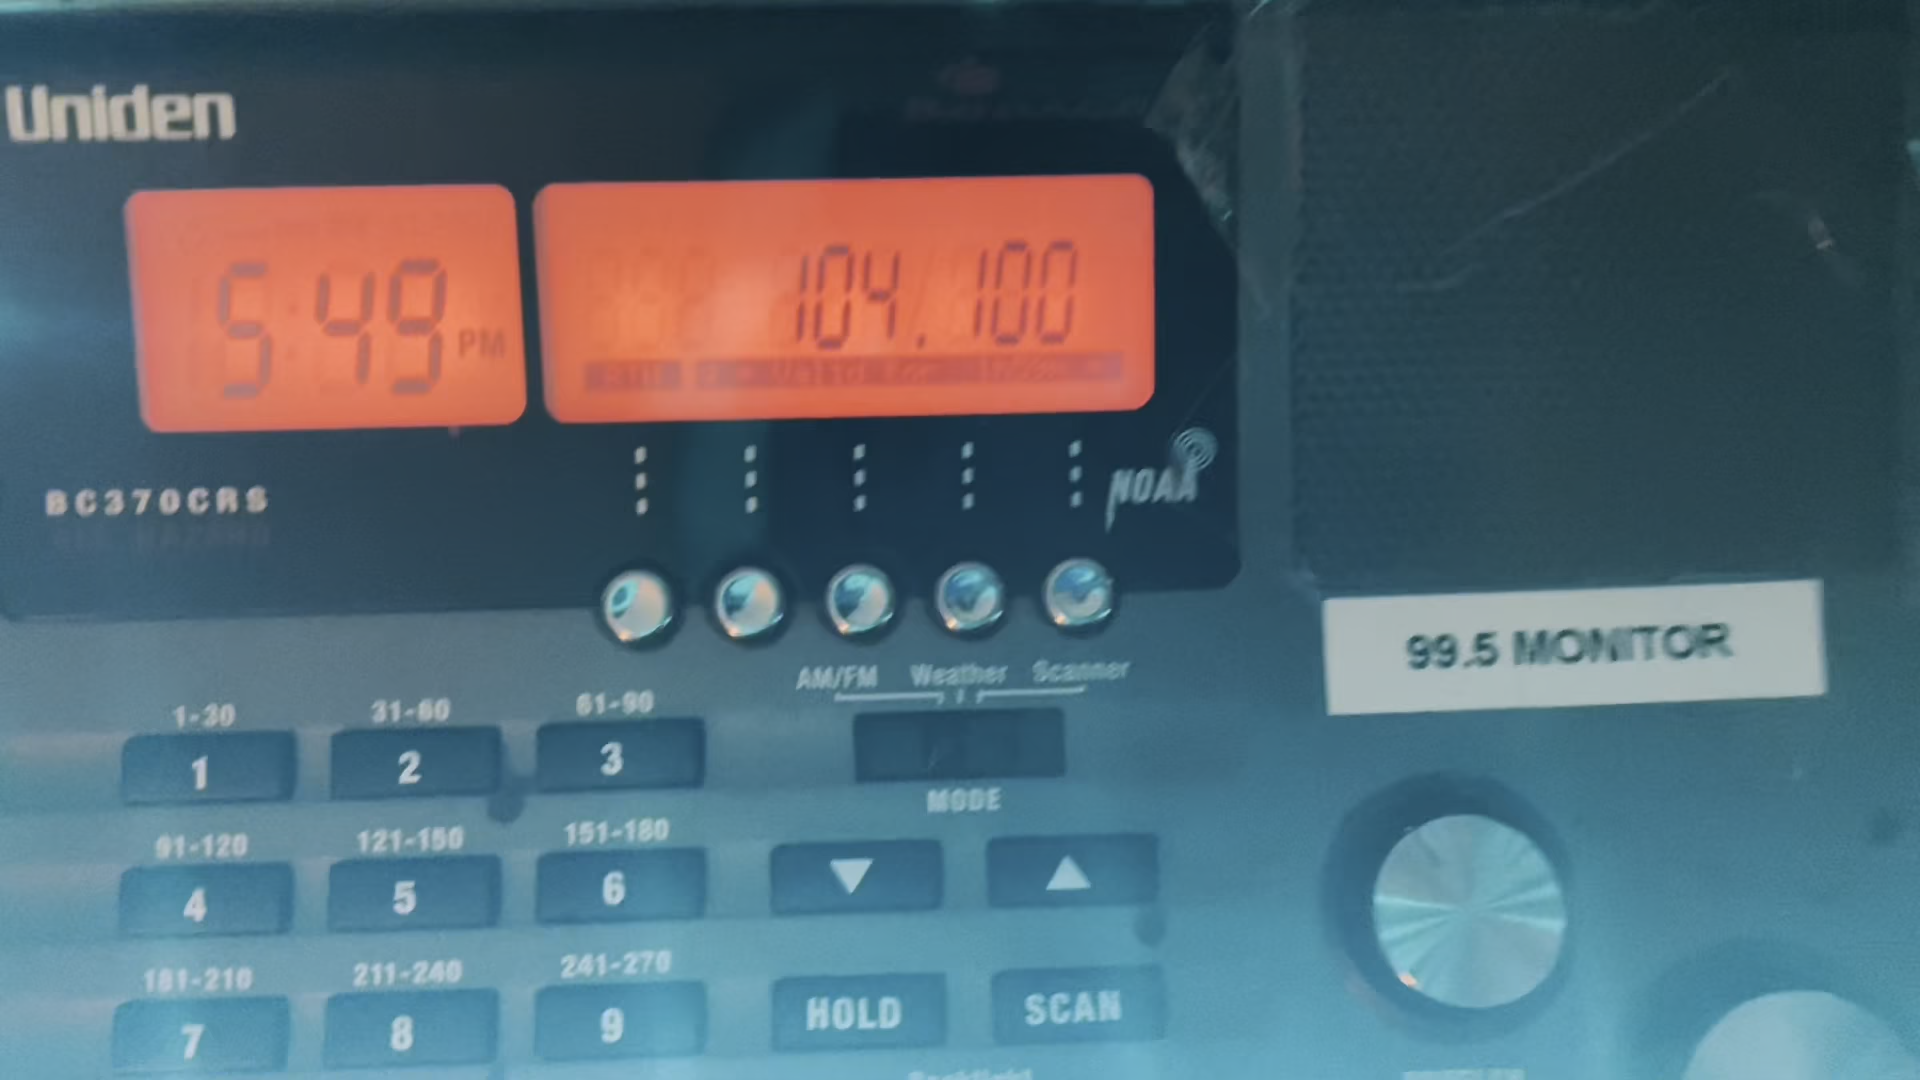 Uniden
5:49 PM
104.100
BC370CRS
NOAA
99.5 MONITOR
AM/FM Weather Scanner
MODE
1-30 31-60 61-90
1 2 3
91-120 121-150 151-180
4 5 6
181-210 211-240 241-270
7 8 9
HOLD SCAN